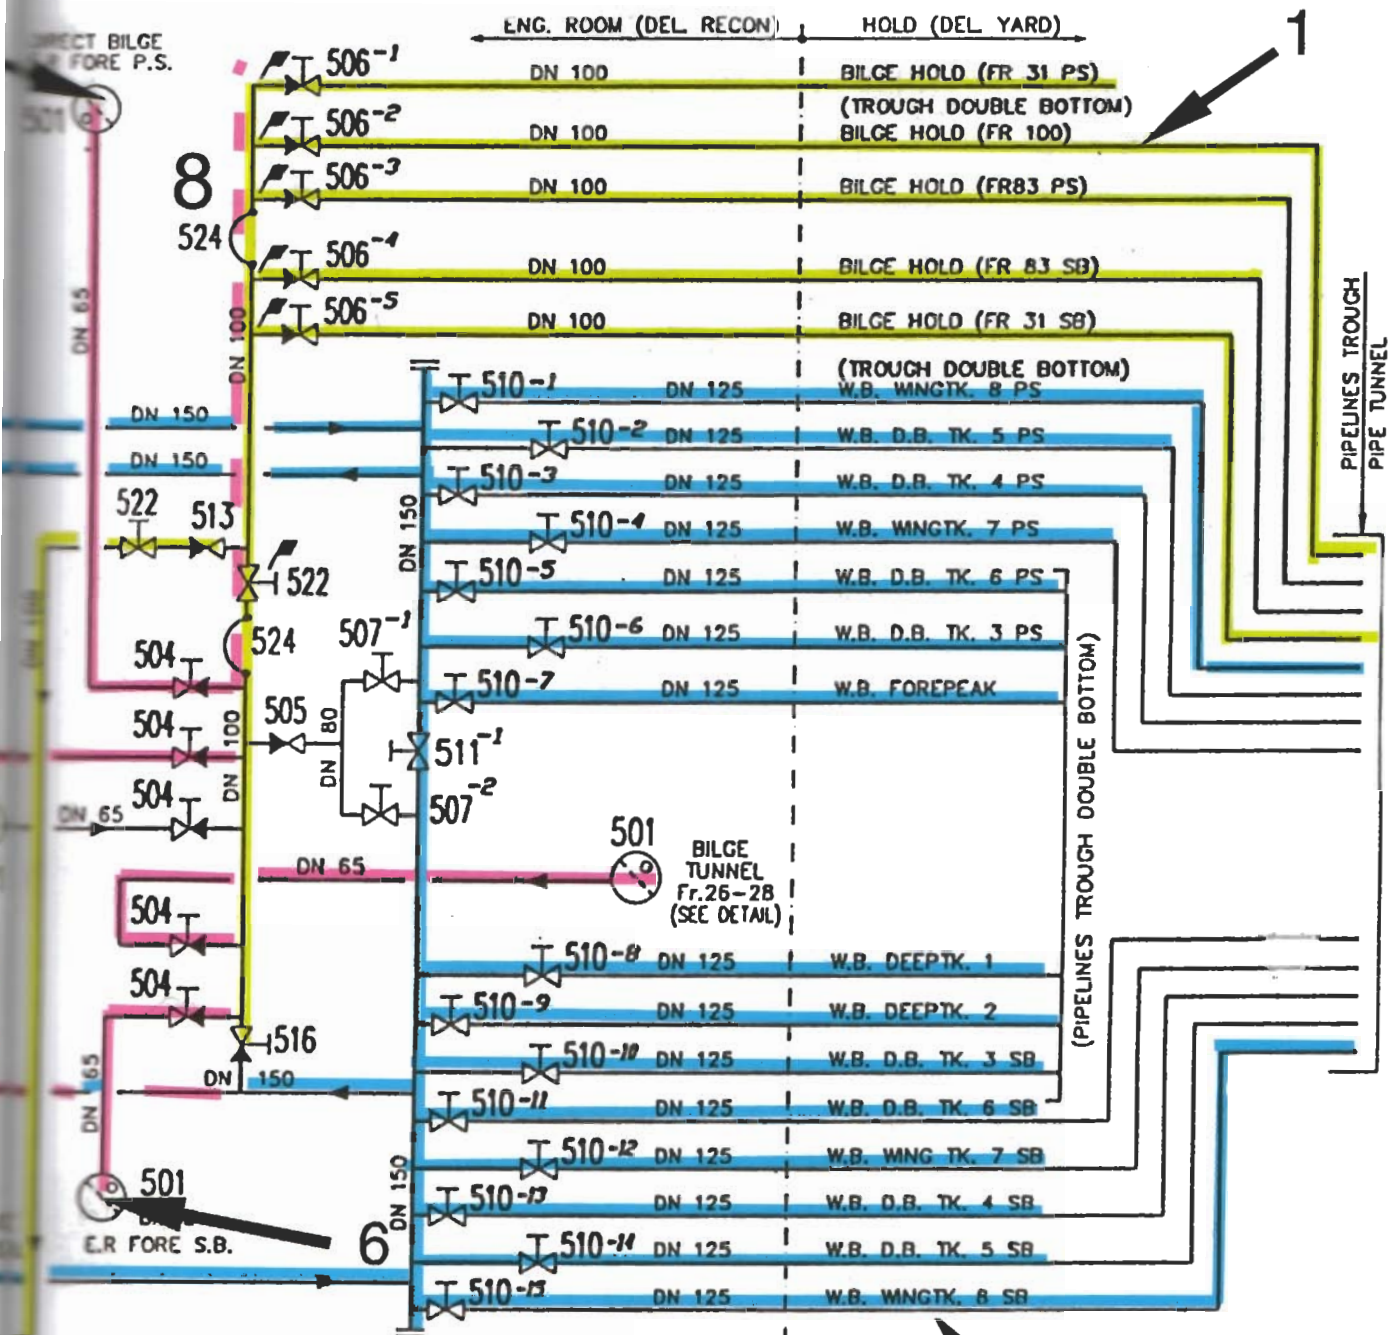 ENG. ROOM (DEL. RECON)
HOLD (DEL. YARD)
1
DIRECT BILGE
E.R FORE P.S.
501
506-1
DN 100
BILGE HOLD (FR 31 PS)
(TROUGH DOUBLE BOTTOM)
506-2
DN 100
BILGE HOLD (FR 100)
8
506-3
DN 100
BILGE HOLD (FR83 PS)
524
506-4
DN 100
BILGE HOLD (FR 83 SB)
506-5
DN 100
BILGE HOLD (FR 31 SB)
(TROUGH DOUBLE BOTTOM)
DN 65
DN 100
PIPELINES TROUGH
PIPE TUNNEL
510-1
DN 125
W.B. WINGTK. 8 PS
DN 150
510-2
DN 125
W.B. D.B. TK. 5 PS
DN 150
510-3
DN 125
W.B. D.B. TK. 4 PS
522
513
DN 150
510-4
DN 125
W.B. WINGTK. 7 PS
522
510-5
DN 125
W.B. D.B. TK. 6 PS
524
507-1
510-6
DN 125
W.B. D.B. TK. 3 PS
504
510-7
DN 125
W.B. FOREPEAK
504
DN 100
505
DN 80
511-1
(PIPELINES TROUGH DOUBLE BOTTOM)
504
DN 65
507-2
DN 65
501
BILGE
TUNNEL
Fr.26-28
(SEE DETAIL)
504
510-8
DN 125
W.B. DEEPTK. 1
504
510-9
DN 125
W.B. DEEPTK. 2
516
510-10
DN 125
W.B. D.B. TK. 3 SB
DN 65
DN 150
510-11
DN 125
W.B. D.B. TK. 6 SB
510-12
DN 125
W.B. WING TK. 7 SB
501
DN 150
510-13
DN 125
W.B. D.B. TK. 4 SB
E.R FORE S.B.
6
510-14
DN 125
W.B. D.B. TK. 5 SB
510-15
DN 125
W.B. WINGTK. 8 SB